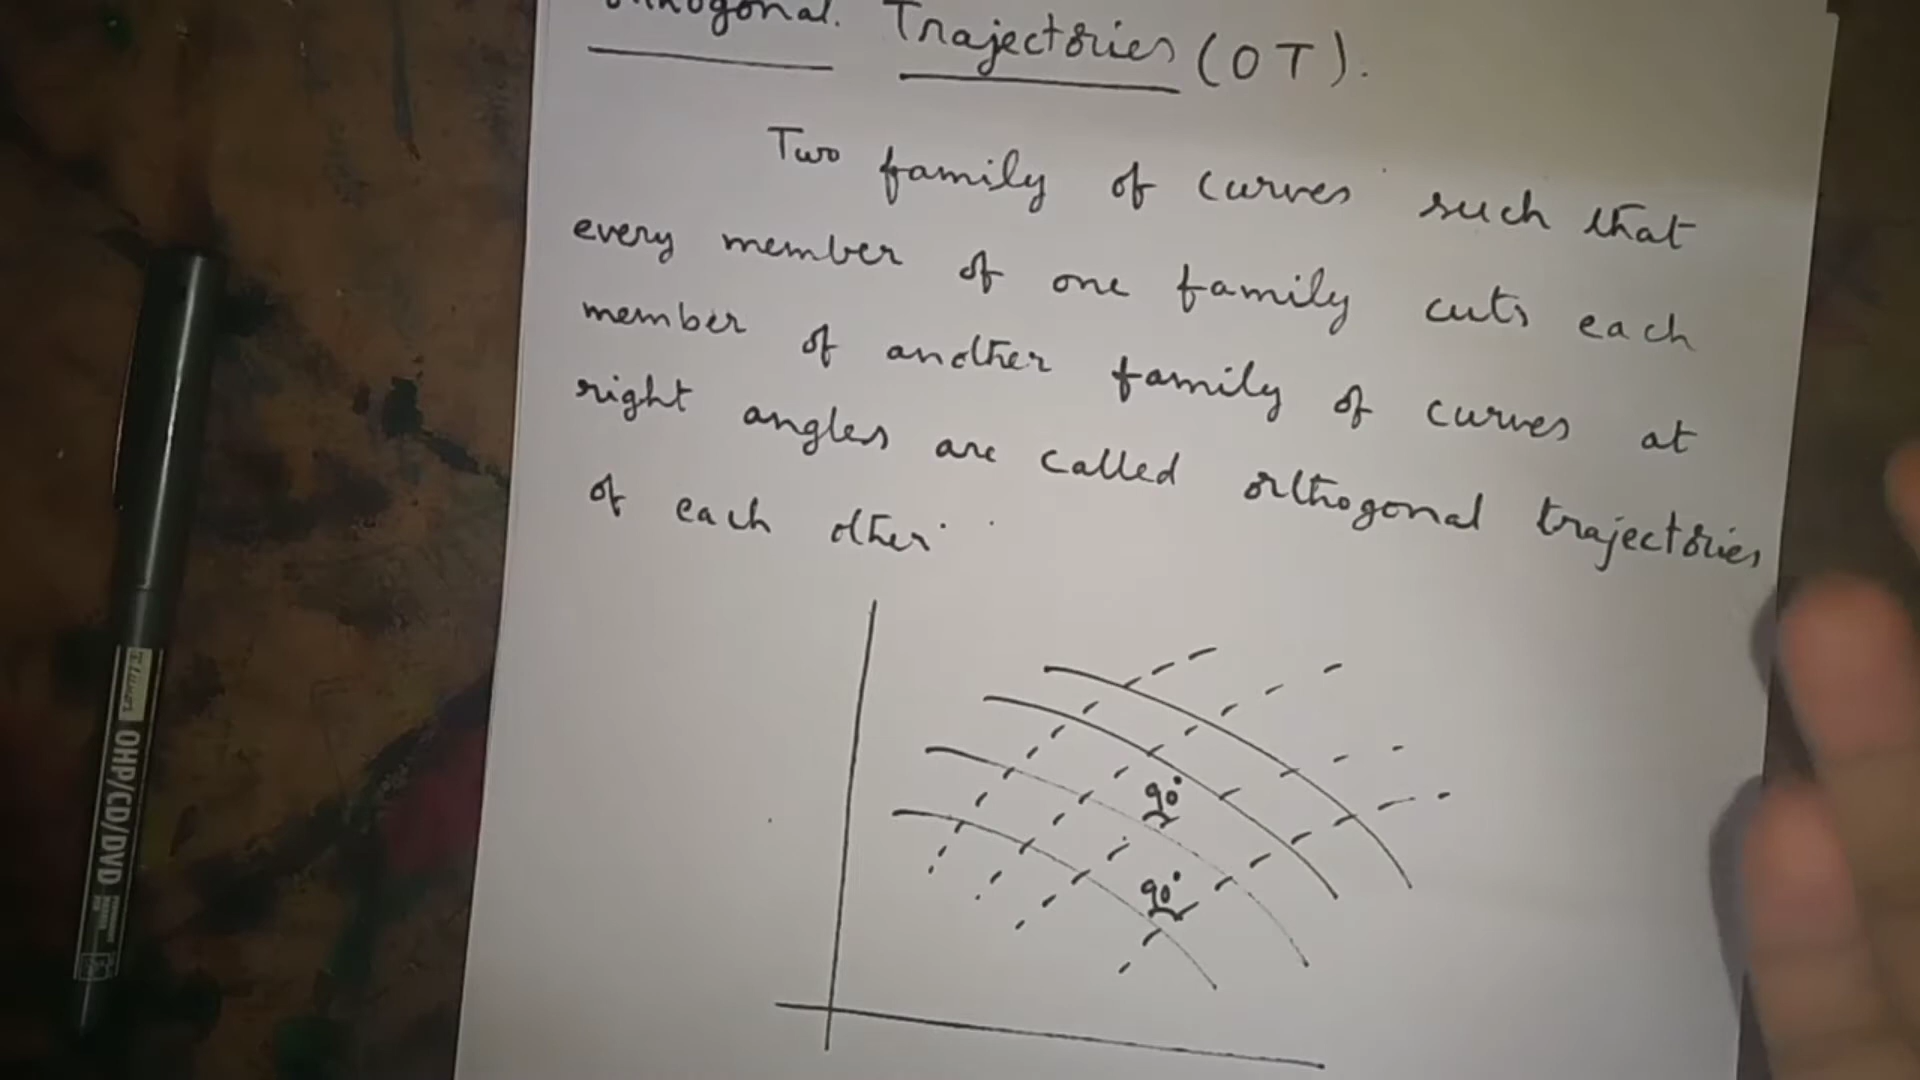 Orthogonal. Trajectories (OT).
Two family of curves such that
every member of one family cuts each
member of another family of curves at
right angles are called orthogonal trajectories
of each other.
90°
90°
OHP/CD/DVD